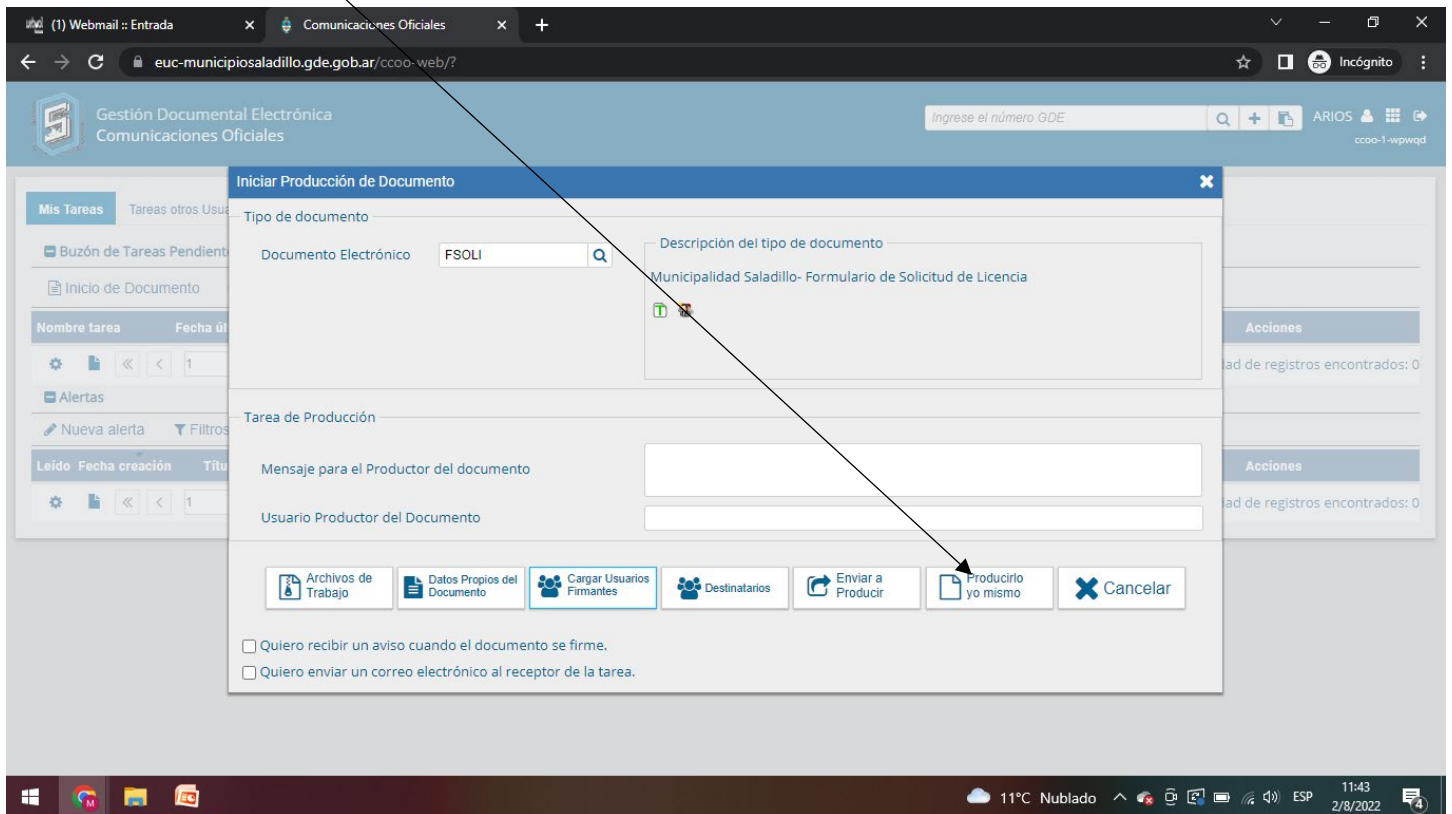 (1) Webmail :: Entrada
Comunicaciones Oficiales
euc-municipiosaladillo.gde.gob.ar/ccoo-web/?
Incógnito
Gestión Documental Electrónica
Comunicaciones Oficiales
Ingrese el número GDE
ARIOS
ccoo-1-wpwqd
Iniciar Producción de Documento
Mis Tareas
Tareas otros Usua
Buzón de Tareas Pendient
Inicio de Documento
Nombre tarea
Fecha úl
Acciones
1
dad de registros encontrados: 0
Alertas
Nueva alerta
Filtros
Leído
Fecha creación
Títu
Acciones
1
dad de registros encontrados: 0
Tipo de documento
Documento Electrónico
FSOLI
Descripción del tipo de documento
Municipalidad Saladillo- Formulario de Solicitud de Licencia
Tarea de Producción
Mensaje para el Productor del documento
Usuario Productor del Documento
Archivos de
Trabajo
Datos Propios del
Documento
Cargar Usuarios
Firmantes
Destinatarios
Enviar a
Producir
Producirlo
yo mismo
Cancelar
Quiero recibir un aviso cuando el documento se firme.
Quiero enviar un correo electrónico al receptor de la tarea.
11°C Nublado
ESP
11:43
2/8/2022
4